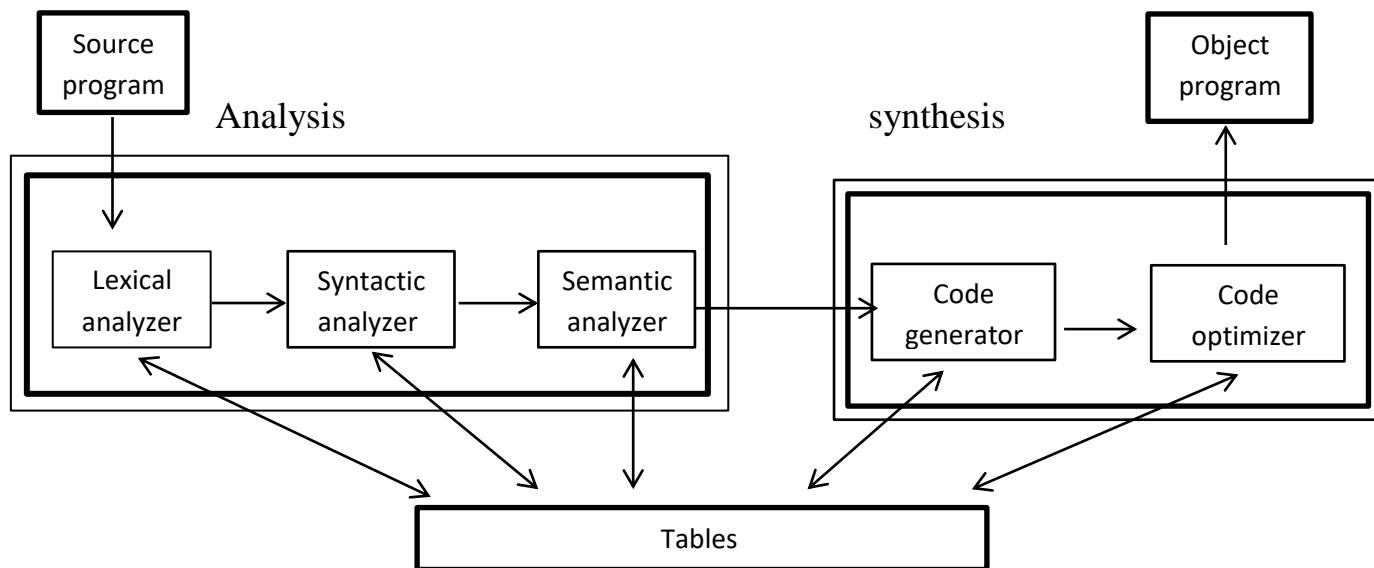 Source
program
Object
program
Analysis
synthesis
Lexical
analyzer
Syntactic
analyzer
Semantic
analyzer
Code
generator
Code
optimizer
Tables